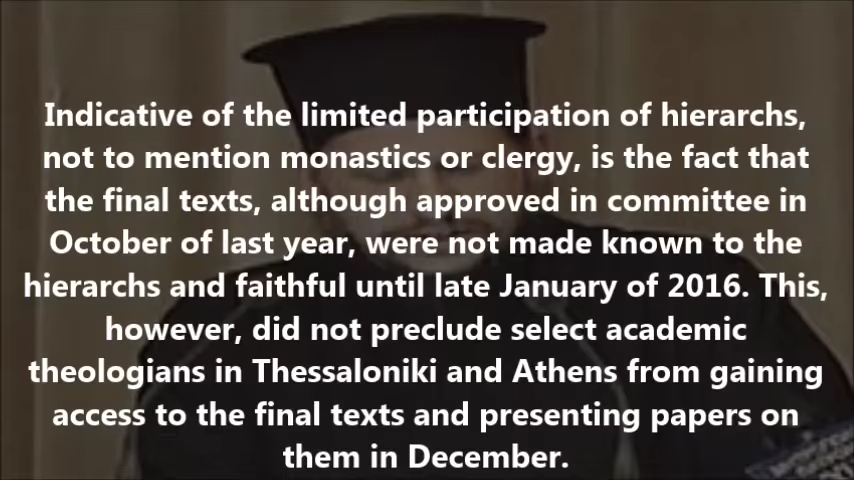 Indicative of the limited participation of hierarchs,
not to mention monastics or clergy, is the fact that
the final texts, although approved in committee in
October of last year, were not made known to the
hierarchs and faithful until late January of 2016. This,
however, did not preclude select academic
theologians in Thessaloniki and Athens from gaining
access to the final texts and presenting papers on
them in December.